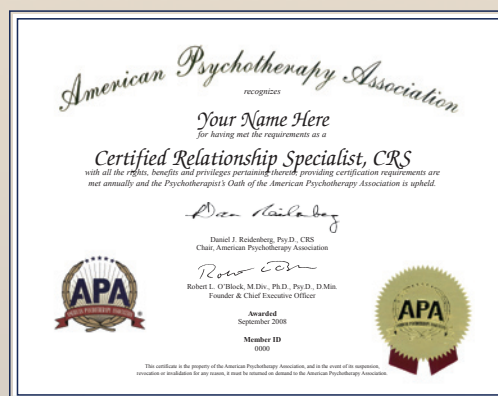 American Psychotherapy Association
recognizes
Your Name Here
for having met the requirements as a
Certified Relationship Specialist, CRS
with all the rights, benefits and privileges pertaining thereto, providing certification requirements are
met annually and the Psychotherapist's Oath of the American Psychotherapy Association is upheld.
Daniel J. Reidenberg, Psy.D., CRS
Chair, American Psychotherapy Association
Robert L. O'Block, M.Div., Ph.D., Psy.D., D.Min.
Founder & Chief Executive Officer
Awarded
September 2008
Member ID
0000
APA
APA
This certificate is the property of the American Psychotherapy Association, and in the event of its suspension,
revocation or invalidation for any reason, it must be returned on demand to the American Psychotherapy Association.